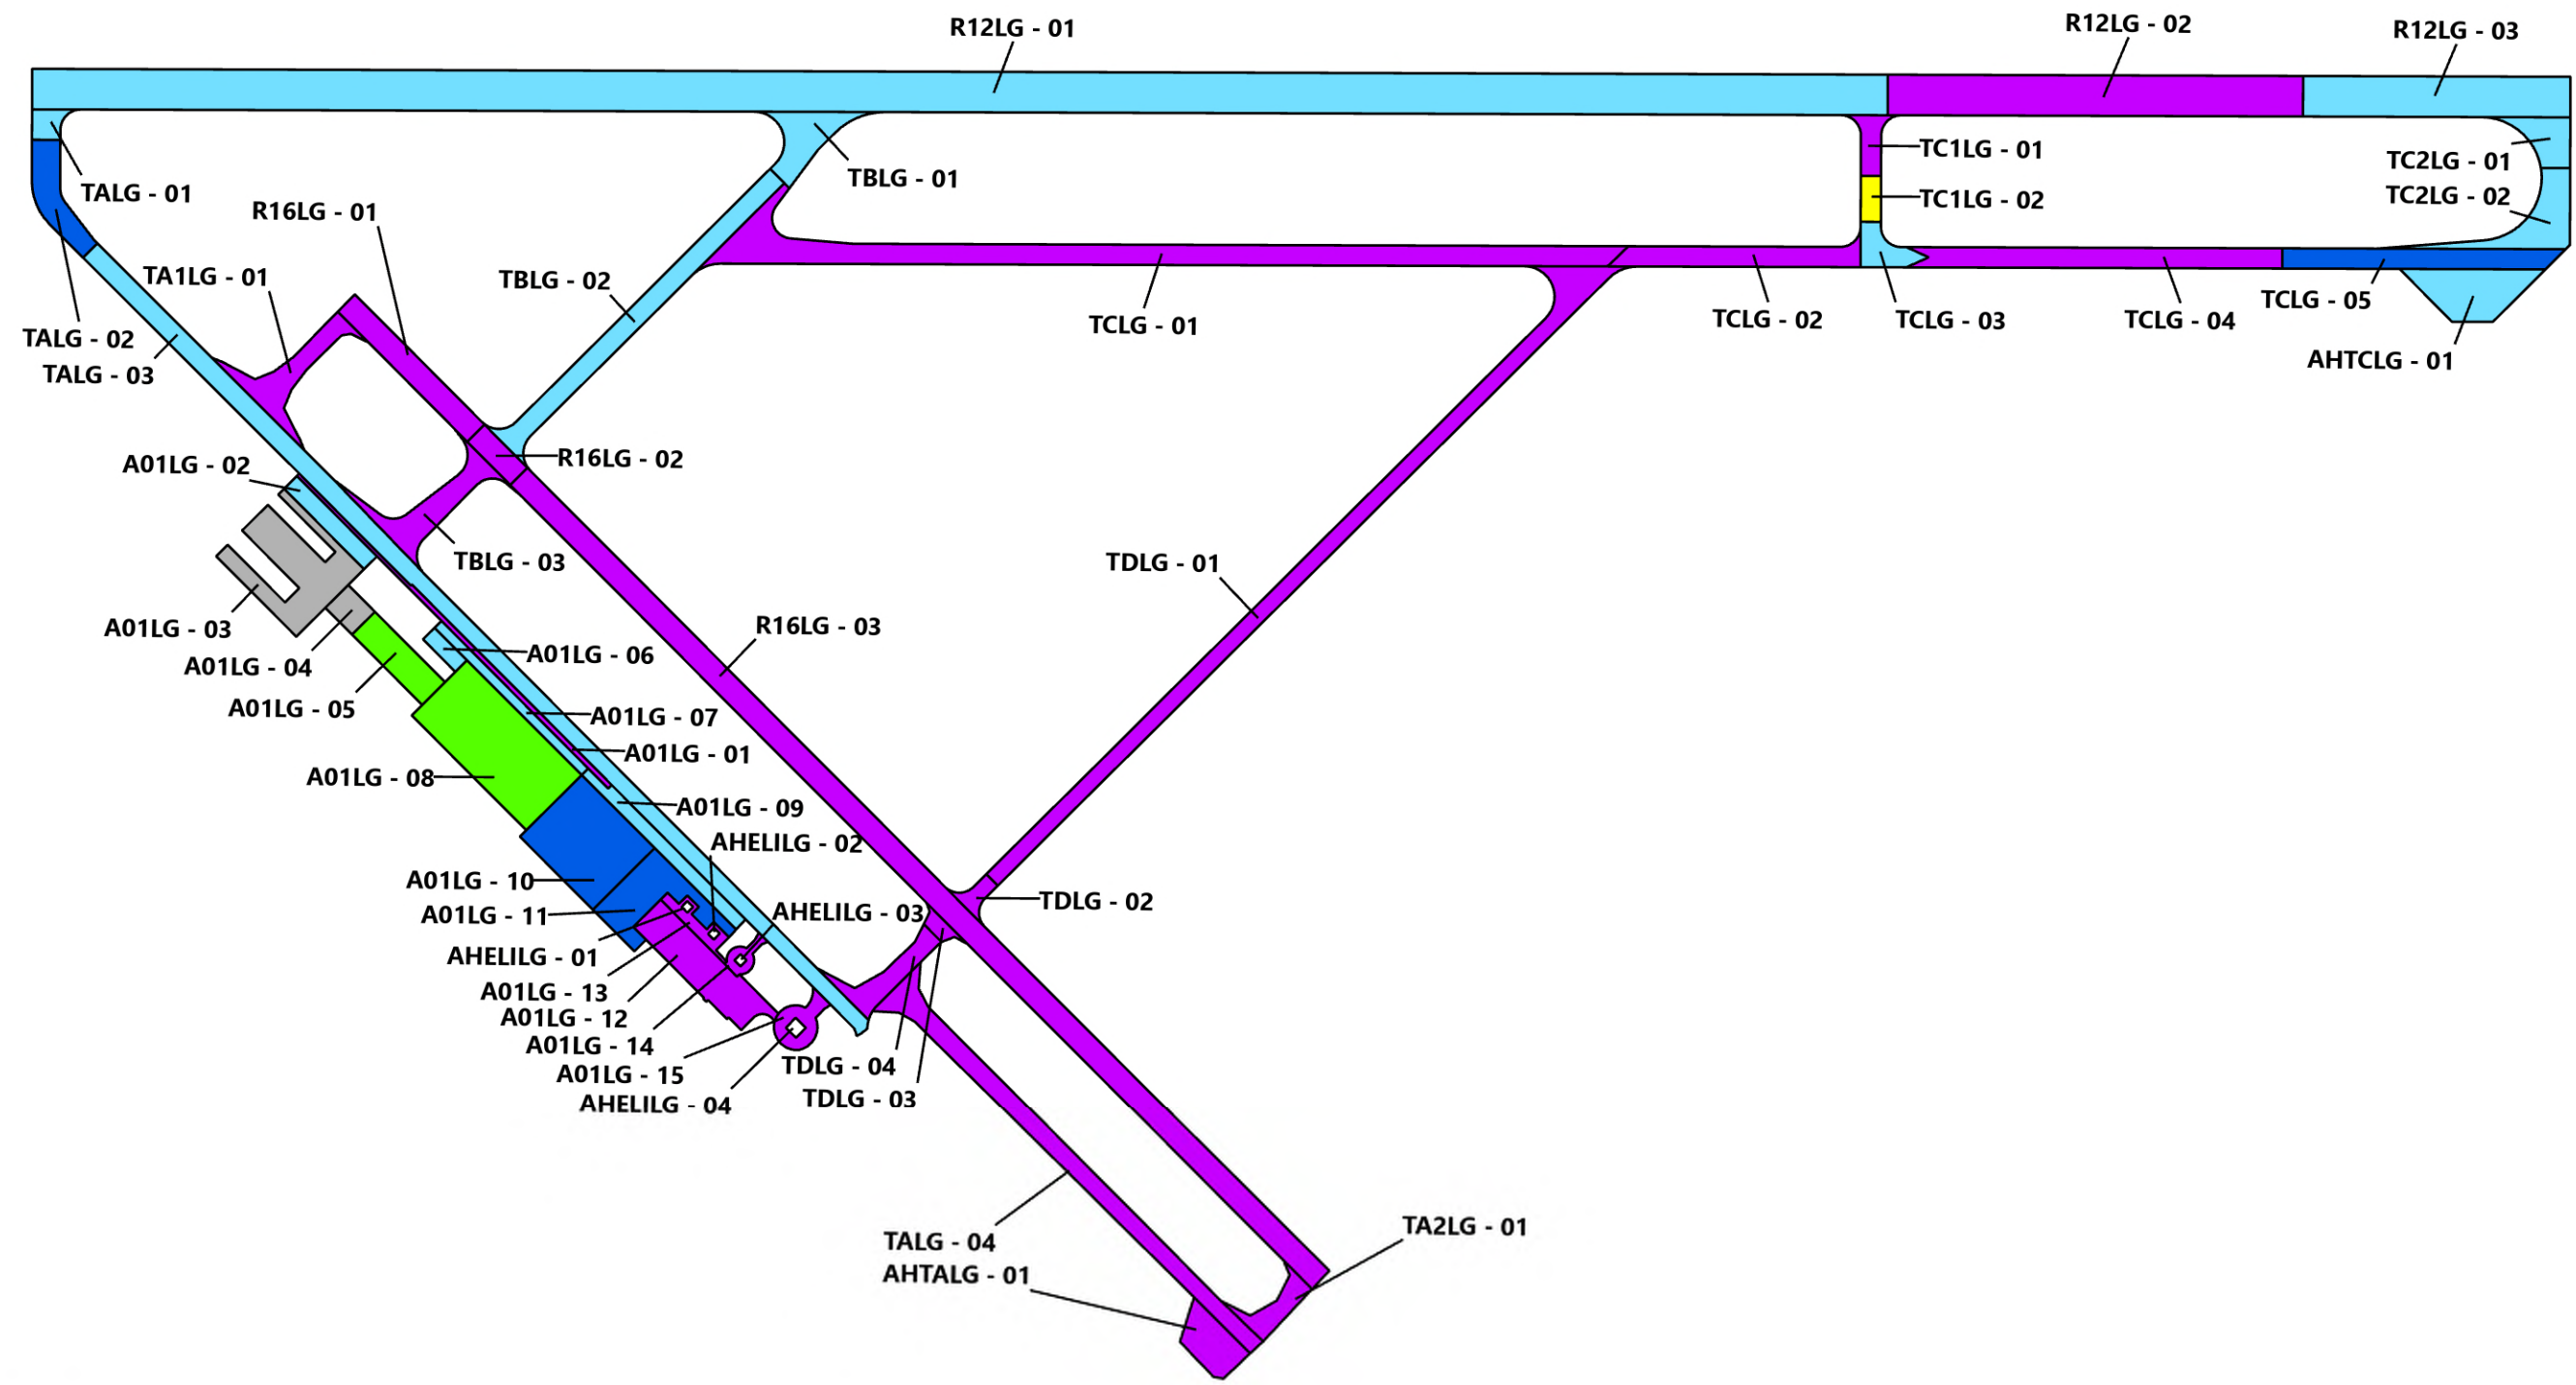 R12LG - 01
R12LG - 02
R12LG - 03
TC1LG - 01
TC2LG - 01
TALG - 01
TBLG - 01
TC1LG - 02
TC2LG - 02
R16LG - 01
TA1LG - 01
TBLG - 02
TCLG - 05
TALG - 02
TCLG - 01
TCLG - 02
TCLG - 03
TCLG - 04
TALG - 03
AHTCLG - 01
A01LG - 02
R16LG - 02
TBLG - 03
TDLG - 01
A01LG - 03
R16LG - 03
A01LG - 04
A01LG - 06
A01LG - 05
A01LG - 07
A01LG - 01
A01LG - 08
A01LG - 09
AHELILG - 02
A01LG - 10
A01LG - 11
AHELILG - 03
TDLG - 02
AHELILG - 01
A01LG - 13
A01LG - 12
A01LG - 14
A01LG - 15
TDLG - 04
AHELILG - 04
TDLG - 03
TALG - 04
TA2LG - 01
AHTALG - 01